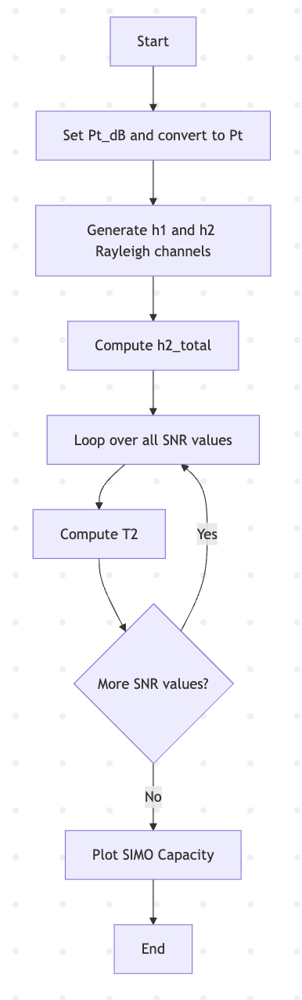 Start
Set Pt_dB and convert to Pt
Generate h1 and h2
Rayleigh channels
Compute h2_total
Loop over all SNR values
Compute T2
Yes
More SNR values?
No
Plot SIMO Capacity
End